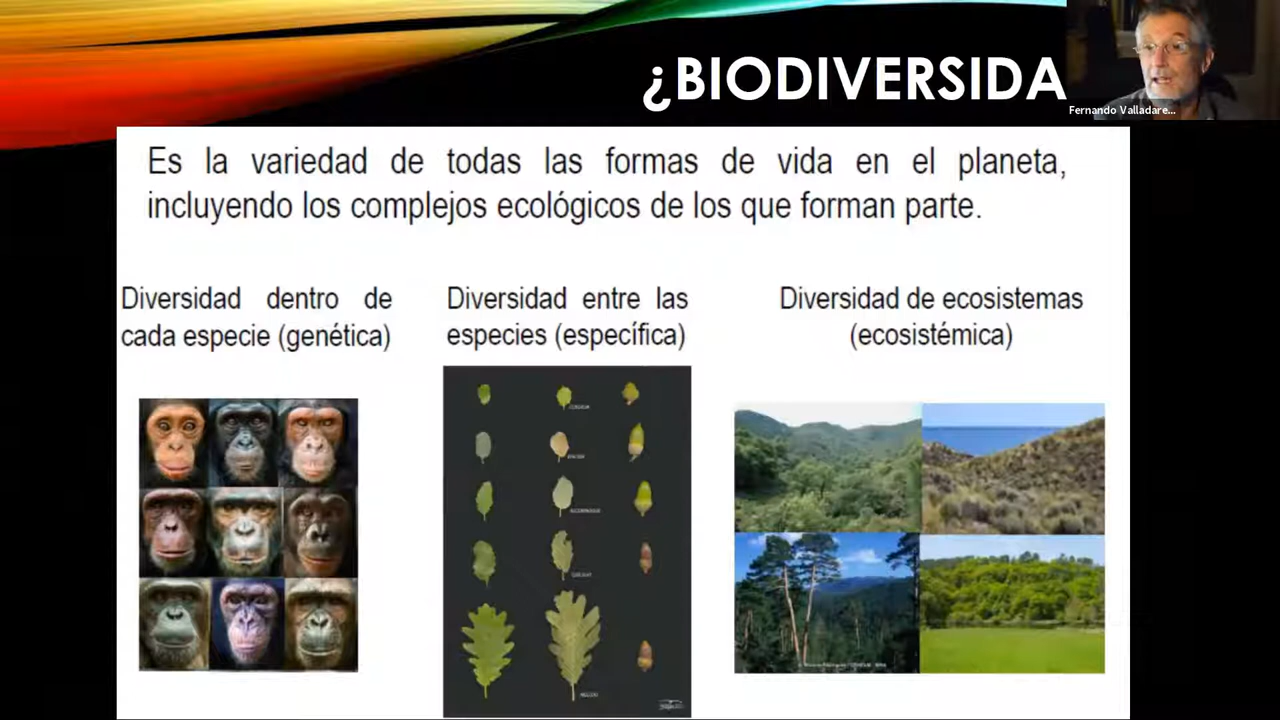 ¿BIODIVERSIDA
Fernando Valladare...
Es la variedad de todas las formas de vida en el planeta,
incluyendo los complejos ecológicos de los que forman parte.
Diversidad dentro de
cada especie (genética)
Diversidad entre las
especies (específica)
Diversidad de ecosistemas
(ecosistémica)